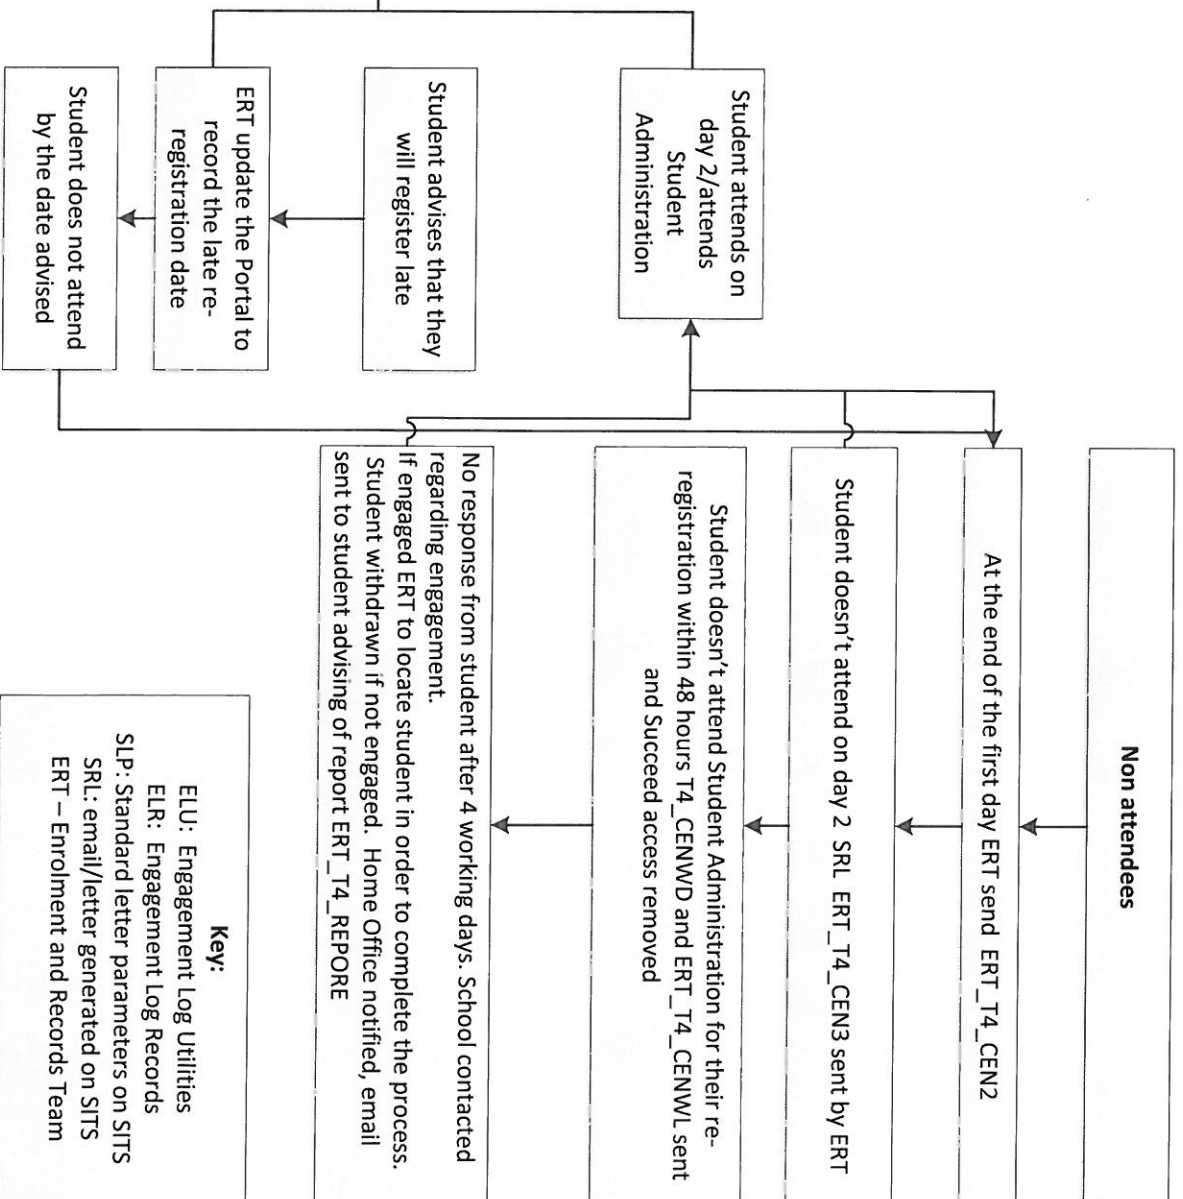 Non attendees
At the end of the first day ERT send ERT_T4_CEN2
Student doesn't attend on day 2 SRL ERT_T4_CEN3 sent by ERT
Student doesn't attend Student Administration for their re-
registration within 48 hours T4_CENWD and ERT_T4_CENWL sent
and Succeed access removed
No response from student after 4 working days. School contacted
regarding engagement.
If engaged ERT to locate student in order to complete the process.
Student withdrawn if not engaged. Home Office notified, email
sent to student advising of report ERT_T4_REPORE
Student attends on
day 2/attends
Student
Administration
Student advises that they
will register late
ERT update the Portal to
record the late re-
registration date
Student does not attend
by the date advised
Key:
ELU: Engagement Log Utilities
ELR: Engagement Log Records
SLP: Standard letter parameters on SITS
SRL: email/letter generated on SITS
ERT – Enrolment and Records Team